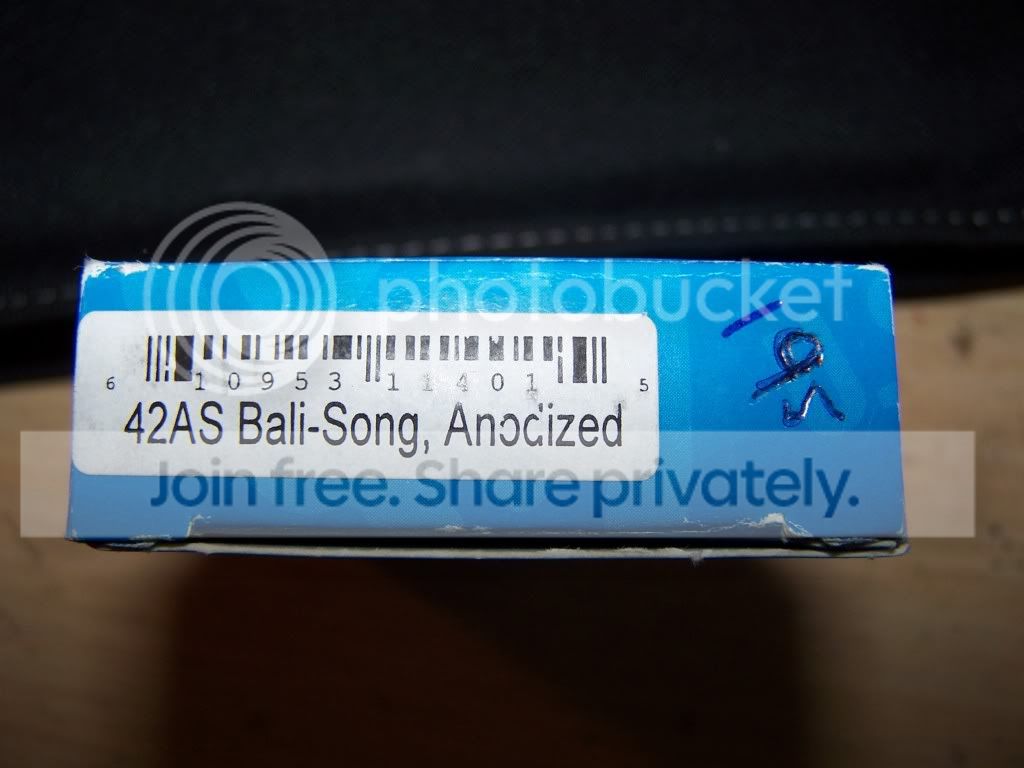 photobucket
6 10953 11401 5
42AS Bali-Song, Anodized
Join free. Share privately.